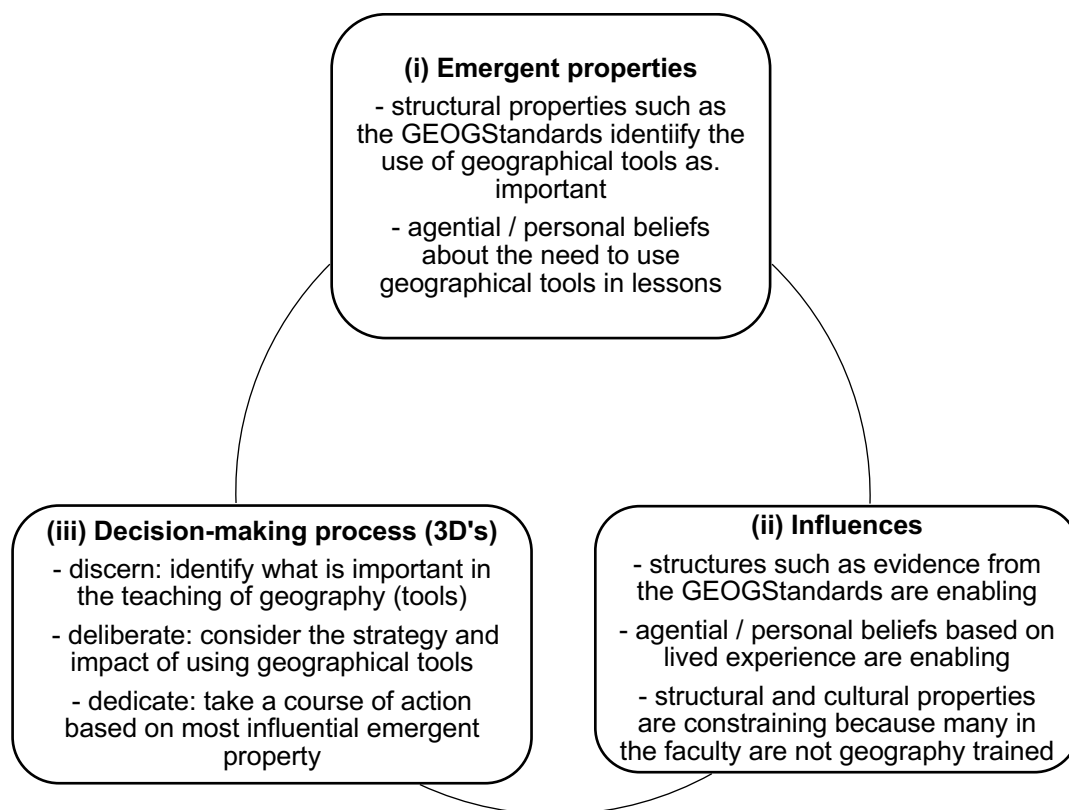 (i) Emergent properties
- structural properties such as
the GEOGStandards identiify the
use of geographical tools as.
important
- agential / personal beliefs
about the need to use
geographical tools in lessons
(iii) Decision-making process (3D's)
- discern: identify what is important in
the teaching of geography (tools)
- deliberate: consider the strategy and
impact of using geographical tools
- dedicate: take a course of action
based on most influential emergent
property
(ii) Influences
- structures such as evidence from
the GEOGStandards are enabling
- agential / personal beliefs based on
lived experience are enabling
- structural and cultural properties
are constraining because many in
the faculty are not geography trained